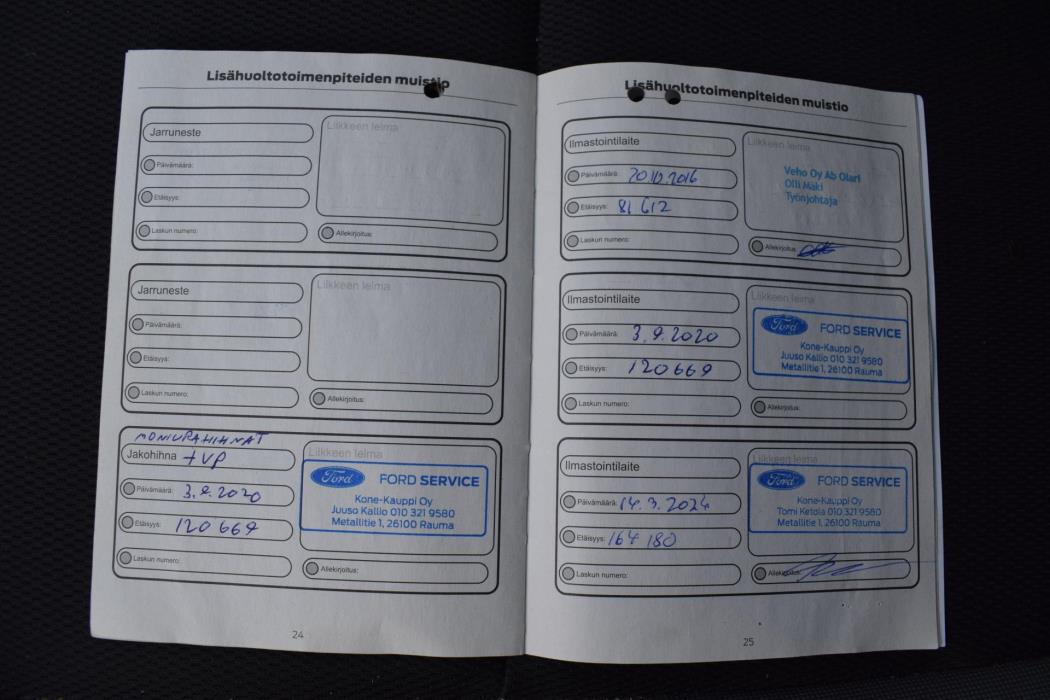 Lisähuoltotoimenpiteiden muistio
Jarruneste
Päivämäärä:
Etäisyys:
Laskun numero:
Liikkeen leima
Allekirjoitus:
Jarruneste
Päivämäärä:
Etäisyys:
Laskun numero:
Liikkeen leima
Allekirjoitus:
MONIURAHIHNAT
Jakohihna + VP
Päivämäärä: 3.9.2020
Etäisyys: 120 669
Laskun numero:
Liikkeen leima
Ford FORD SERVICE
Kone-Kauppi Oy
Juuso Kallio 010 321 9580
Metallitie 1, 26100 Rauma
Allekirjoitus:
24
Lisähuoltotoimenpiteiden muistio
Ilmastointilaite
Päivämäärä: 20.10.2016
Etäisyys: 81 612
Laskun numero:
Liikkeen leima
Veho Oy Ab Olari
Olli Mäki
Työnjohtaja
Allekirjoitus:
Ilmastointilaite
Päivämäärä: 3.9.2020
Etäisyys: 120669
Laskun numero:
Liikkeen leima
Ford FORD SERVICE
Kone-Kauppi Oy
Juuso Kallio 010 321 9580
Metallitie 1, 26100 Rauma
Allekirjoitus:
Ilmastointilaite
Päivämäärä: 14.3.2024
Etäisyys: 164 180
Laskun numero:
Liikkeen leima
Ford FORD SERVICE
Kone-Kauppi Oy
Tomi Ketola 010 321 9580
Metallitie 1, 26100 Rauma
Allekirjoitus:
25